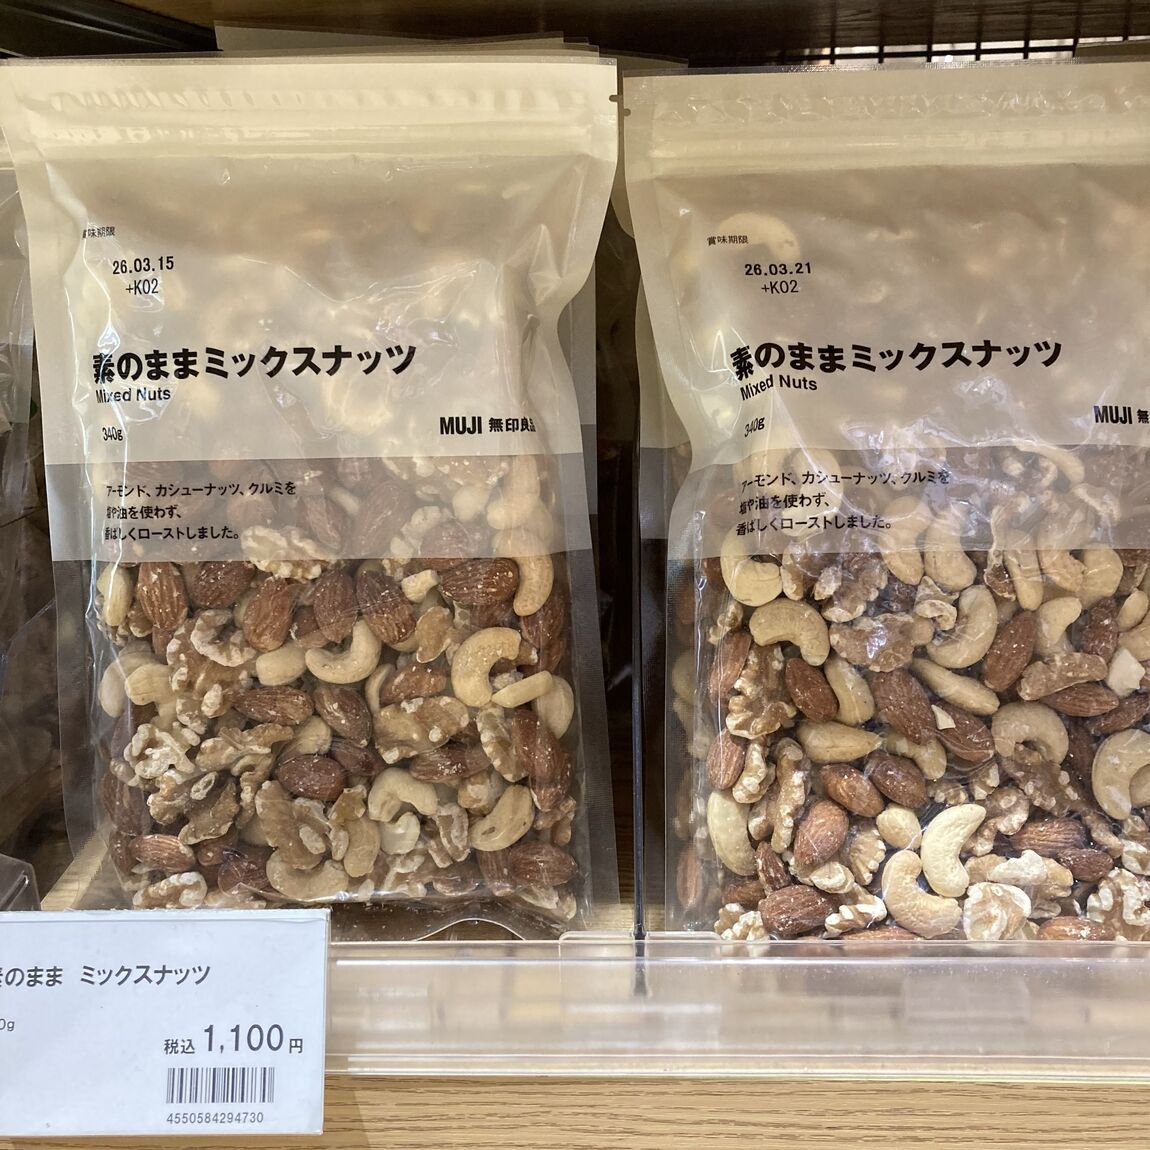 賞味期限
26.03.15
+K02
素のままミックスナッツ
Mixed Nuts
340g
MUJI 無印良品
アーモンド、カシューナッツ、クルミを
塩や油を使わず、
香ばしくローストしました。
賞味期限
26.03.21
+K02
素のままミックスナッツ
Mixed Nuts
340g
MUJI 無
アーモンド、カシューナッツ、クルミを
塩や油を使わず、
香ばしくローストしました。
素のまま ミックスナッツ
0g
税込 1,100円
4550584294730